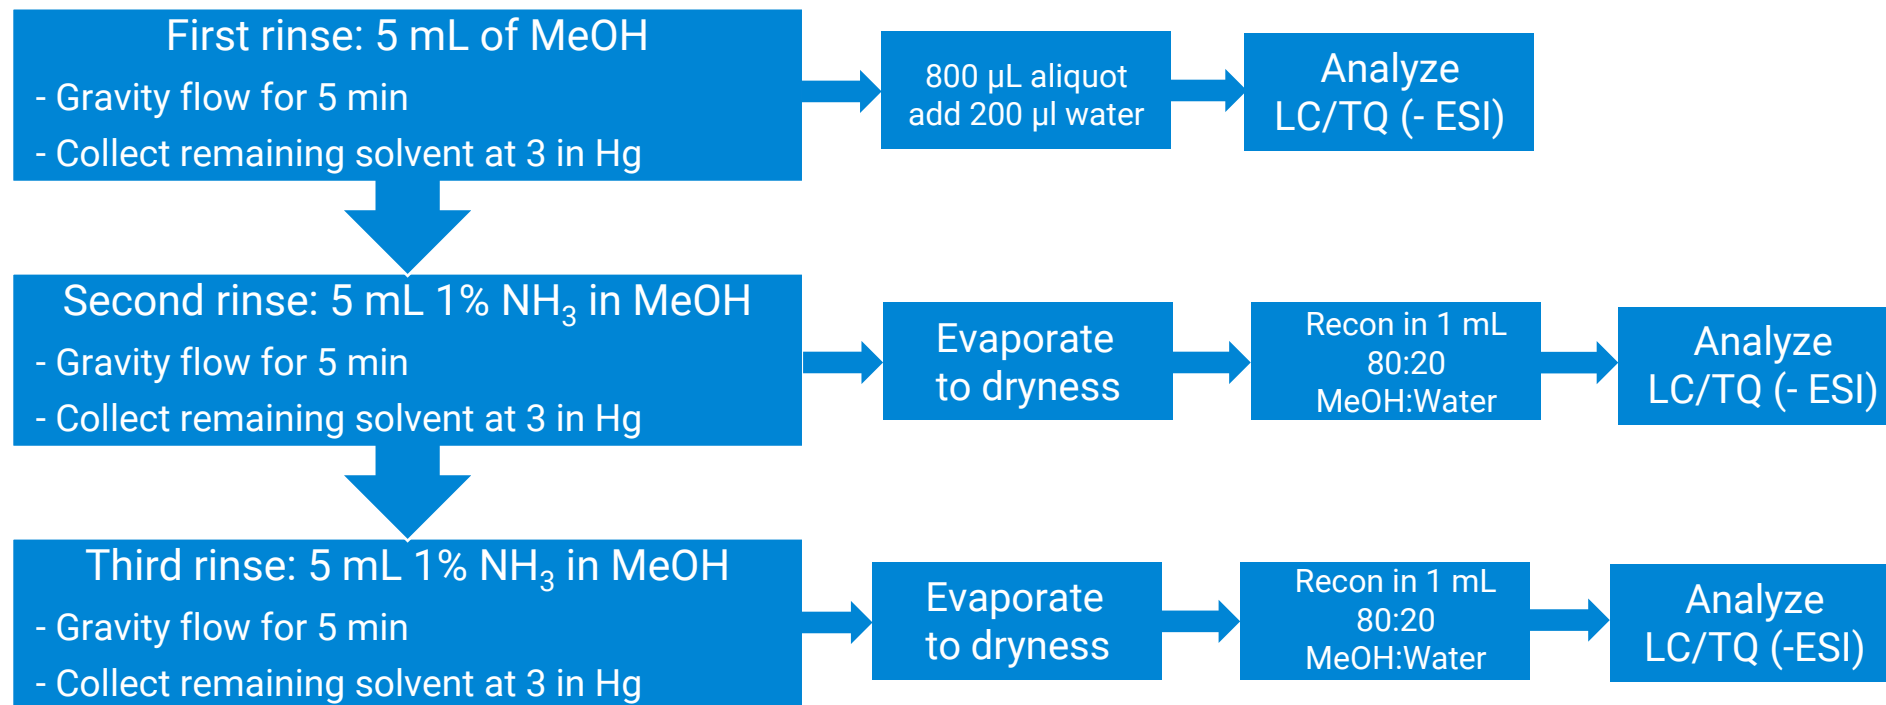 First rinse: 5 mL of MeOH
- Gravity flow for 5 min
- Collect remaining solvent at 3 in Hg
800 µL aliquot
add 200 µl water
Analyze
LC/TQ (- ESI)
Second rinse: 5 mL 1% NH₃ in MeOH
- Gravity flow for 5 min
- Collect remaining solvent at 3 in Hg
Evaporate
to dryness
Recon in 1 mL
80:20
MeOH:Water
Analyze
LC/TQ (- ESI)
Third rinse: 5 mL 1% NH₃ in MeOH
- Gravity flow for 5 min
- Collect remaining solvent at 3 in Hg
Evaporate
to dryness
Recon in 1 mL
80:20
MeOH:Water
Analyze
LC/TQ (-ESI)